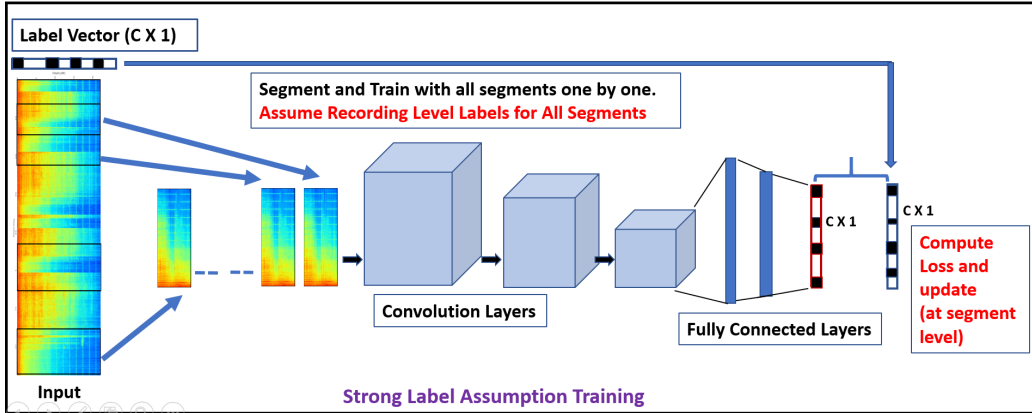 Label Vector (C X 1)
Segment and Train with all segments one by one.
Assume Recording Level Labels for All Segments
C X 1
C X 1
Compute
Loss and
update
(at segment
level)
Convolution Layers
Fully Connected Layers
Input
Strong Label Assumption Training